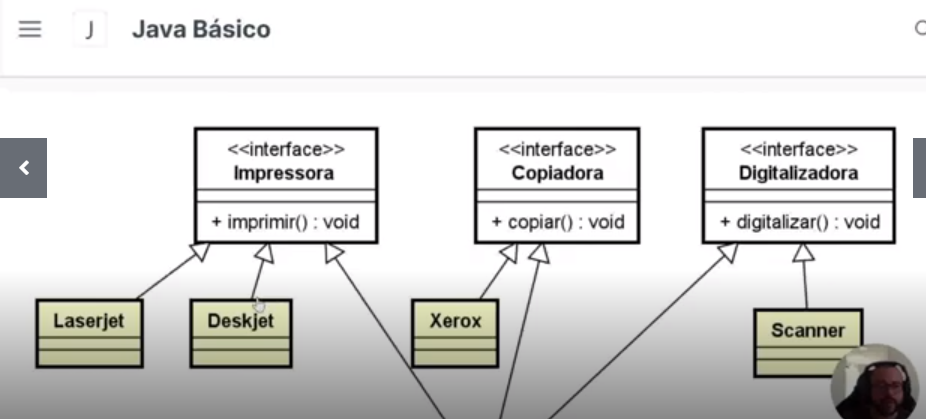 J Java Básico
<<interface>>
Impressora
+ imprimir() : void
<<interface>>
Copiadora
+ copiar() : void
<<interface>>
Digitalizadora
+ digitalizar() : void
Laserjet
Deskjet
Xerox
Scanner